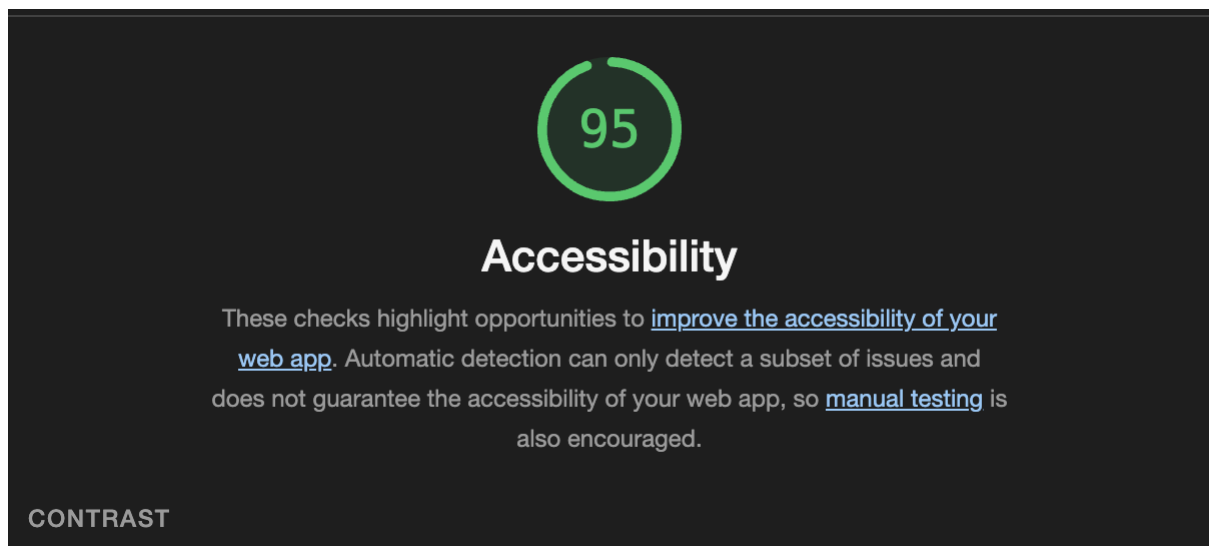 95
Accessibility
These checks highlight opportunities to improve the accessibility of your
web app. Automatic detection can only detect a subset of issues and
does not guarantee the accessibility of your web app, so manual testing is
also encouraged.
CONTRAST